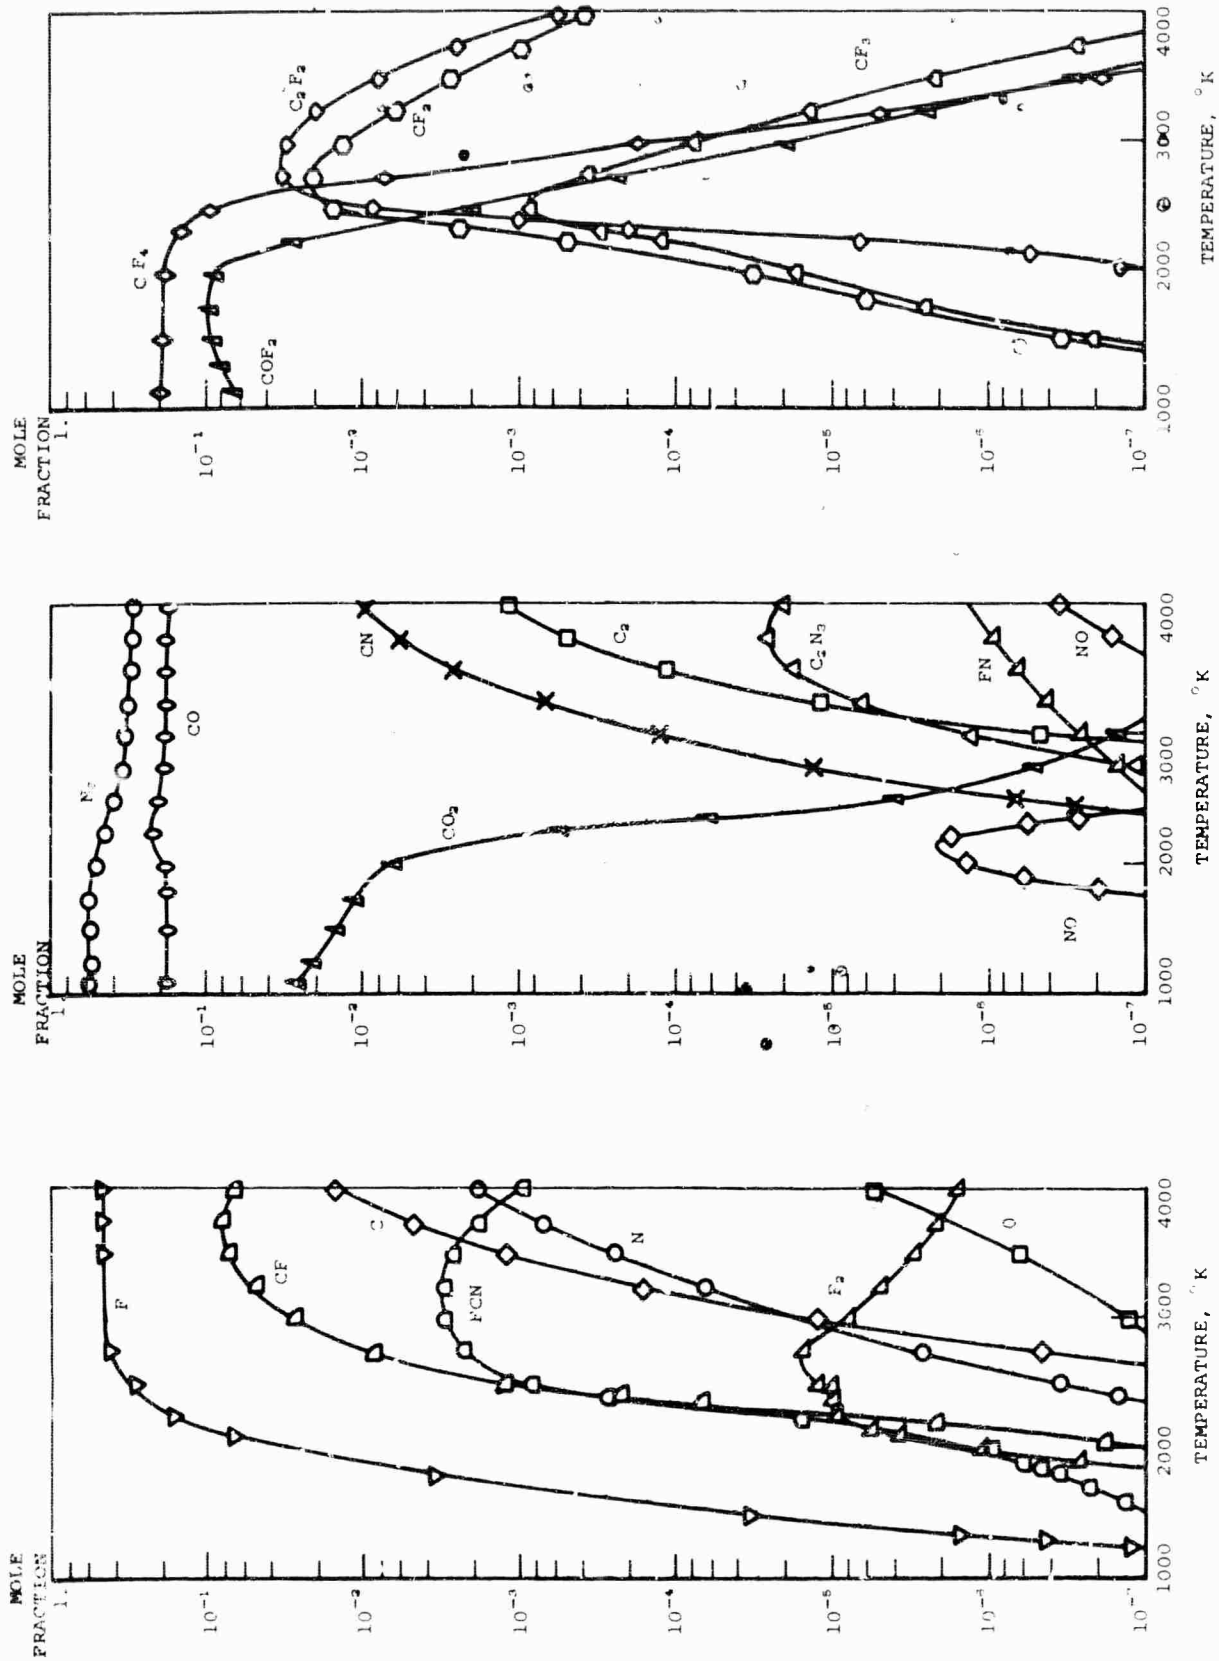 MOLE
FRACTION
1.
10⁻¹
10⁻²
10⁻³
10⁻⁴
10⁻⁵
10⁻⁶
10⁻⁷
1000
2000
3000
4000
TEMPERATURE, °K
CF₄
COF₂
C₂F₂
CF₂
CF₃
MOLE
FRACTION
1
10⁻¹
10⁻²
10⁻³
10⁻⁴
10⁻⁵
10⁻⁶
10⁻⁷
1000
2000
3000
4000
TEMPERATURE, °K
CO
CO₂
CN
C₂
C₂N₃
FN
NO
NO
MOLE
FRACTION
1.
10⁻¹
10⁻²
10⁻³
10⁻⁴
10⁻⁵
10⁻⁶
1000
2000
3000
4000
TEMPERATURE, °K
F
CF
C
FCN
N
F₂
O